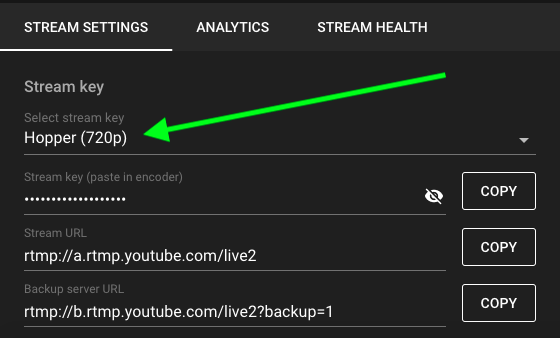 STREAM SETTINGS ANALYTICS STREAM HEALTH
Stream key
Select stream key
Hopper (720p)
Stream key (paste in encoder)
••••••••••••••••••
COPY
Stream URL
rtmp://a.rtmp.youtube.com/live2
COPY
Backup server URL
rtmp://b.rtmp.youtube.com/live2?backup=1
COPY